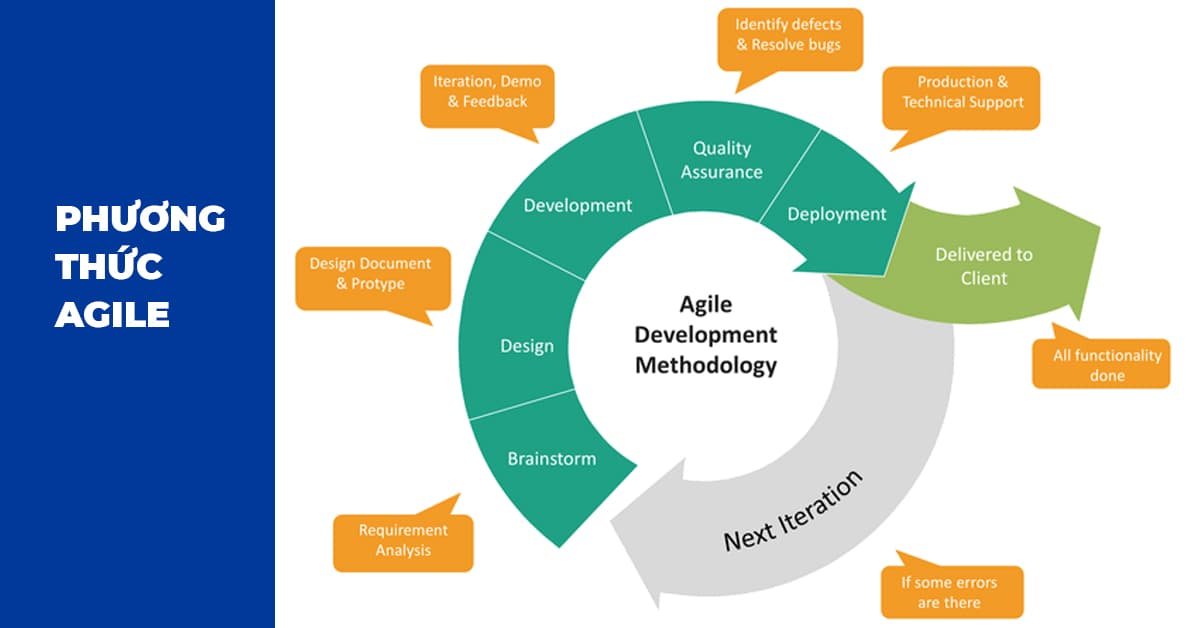 PHƯƠNG
THỨC
AGILE
Identify defects
& Resolve bugs
Iteration, Demo
& Feedback
Production &
Technical Support
Quality
Assurance
Development
Deployment
Design Document
& Protype
Delivered to
Client
Agile
Development
Methodology
Design
All functionality
done
Brainstorm
Next Iteration
Requirement
Analysis
If some errors
are there